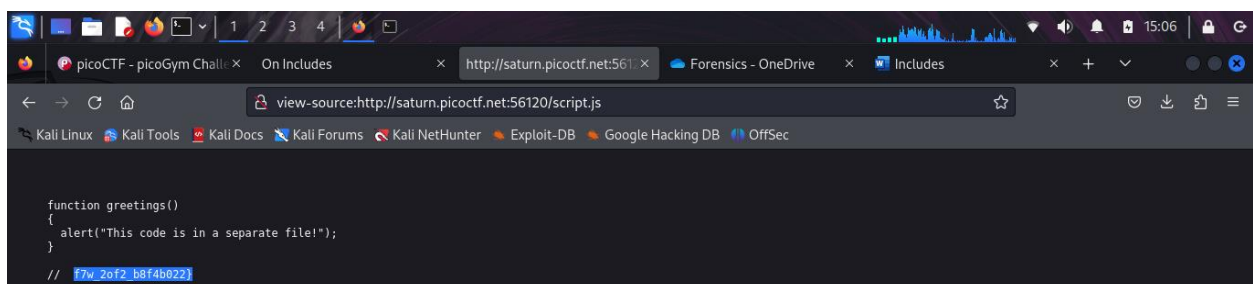 1 2 3 4 15:06
picoCTF - picoGym Challe On Includes http://saturn.picoctf.net:561 Forensics - OneDrive Includes
view-source:http://saturn.picoctf.net:56120/script.js
Kali Linux Kali Tools Kali Docs Kali Forums Kali NetHunter Exploit-DB Google Hacking DB OffSec
function greetings()
{
alert("This code is in a separate file!");
}
// f7w_2of2_b8f4b022}